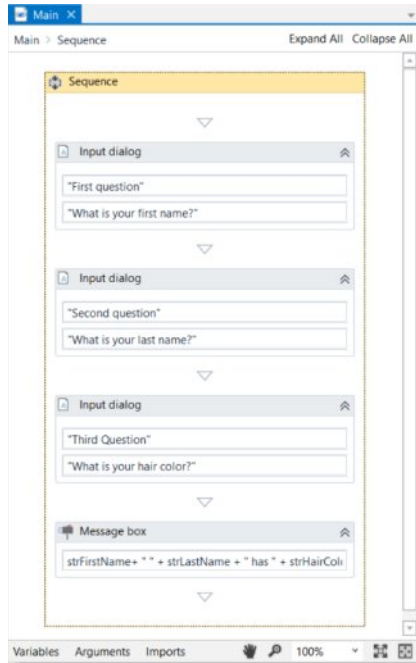 Main
Main > Sequence Expand All Collapse All
Sequence
Input dialog
"First question"
"What is your first name?"
Input dialog
"Second question"
"What is your last name?"
Input dialog
"Third Question"
"What is your hair color?"
Message box
strFirstName+ " " + strLastName + " has " + strHairCol
Variables Arguments Imports 100%